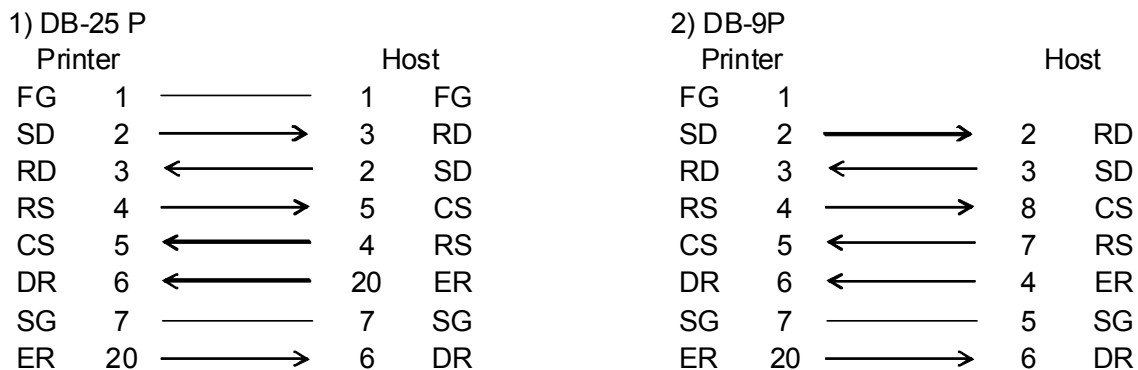 1) DB-25 P
Printer Host
FG 1 1 FG
SD 2 3 RD
RD 3 2 SD
RS 4 5 CS
CS 5 4 RS
DR 6 20 ER
SG 7 7 SG
ER 20 6 DR
2) DB-9P
Printer Host
FG 1
SD 2 2 RD
RD 3 3 SD
RS 4 8 CS
CS 5 7 RS
DR 6 4 ER
SG 7 5 SG
ER 20 6 DR